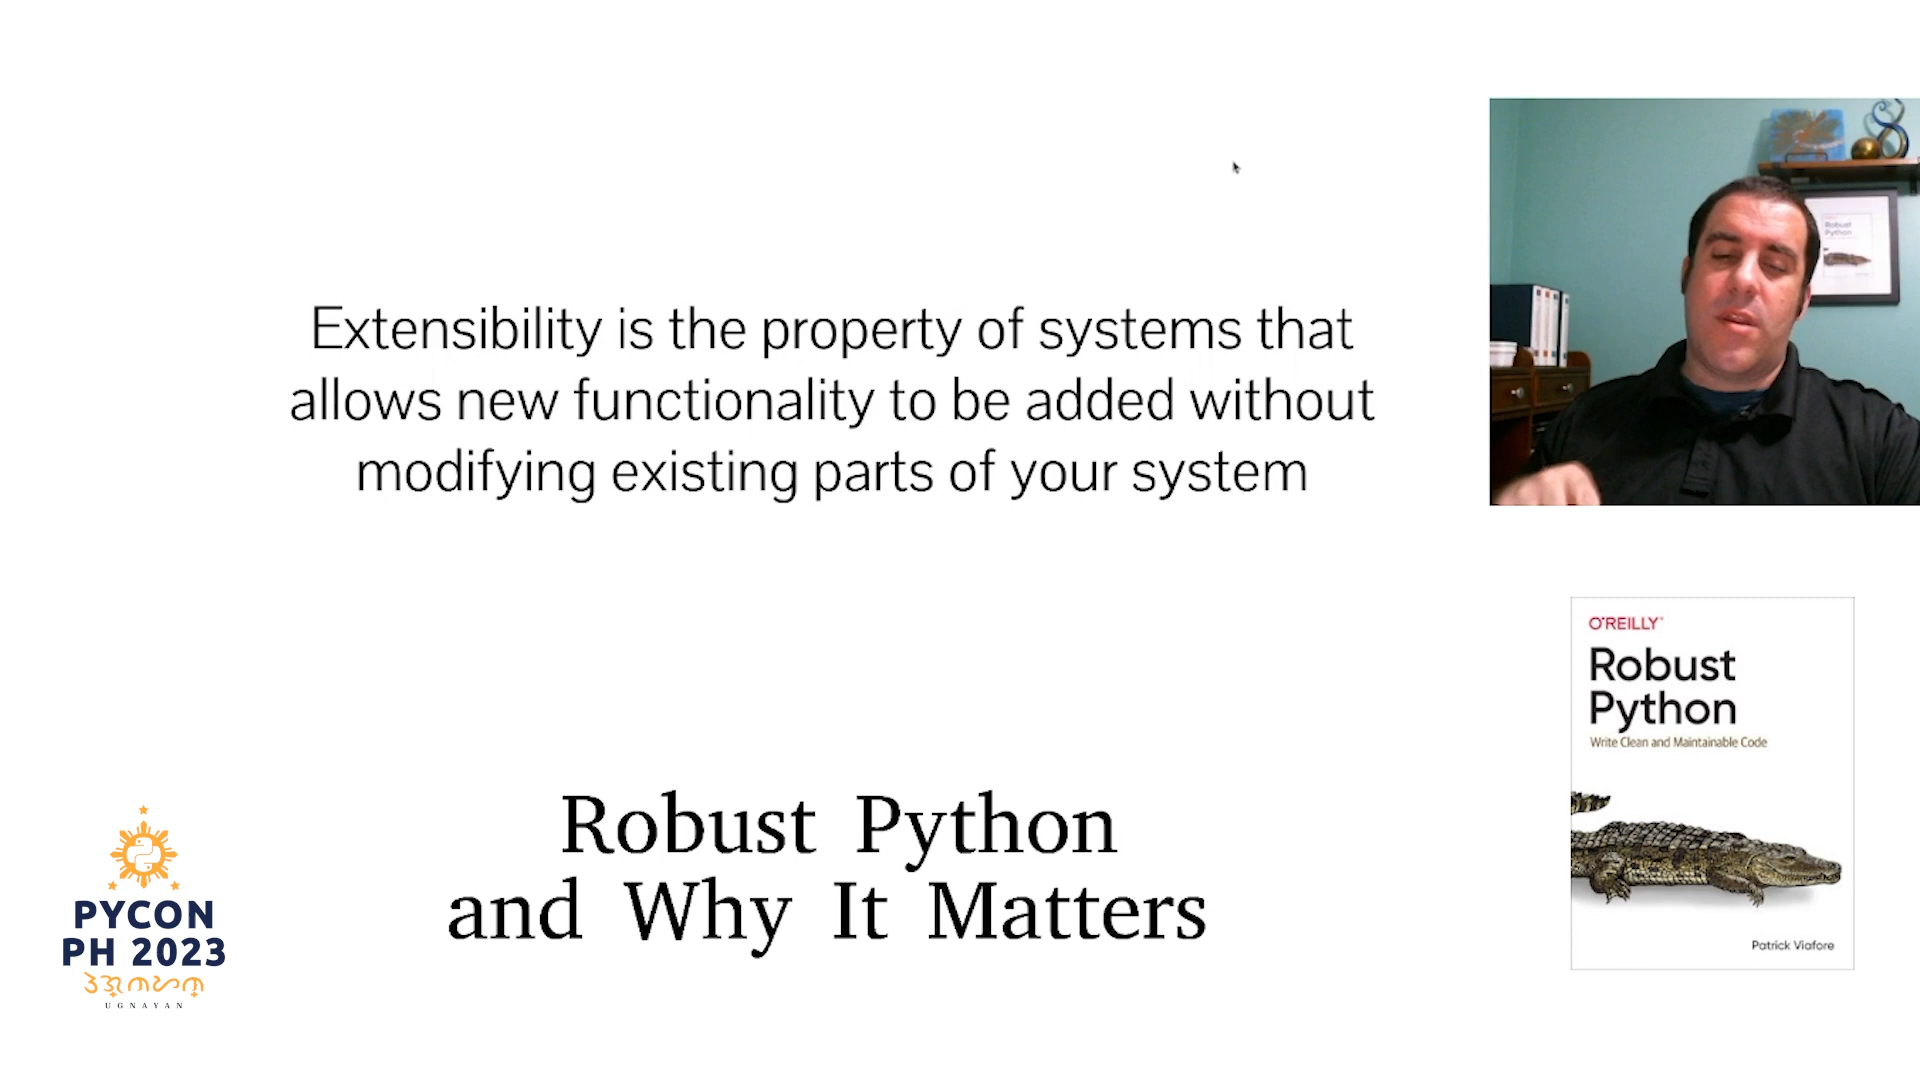 Extensibility is the property of systems that
allows new functionality to be added without
modifying existing parts of your system
Robust
Python
O'REILLY
Robust
Python
Write Clean and Maintainable Code
Patrick Viafore
Robust Python
and Why It Matters
PYCON
PH 2023
UGNAYAN